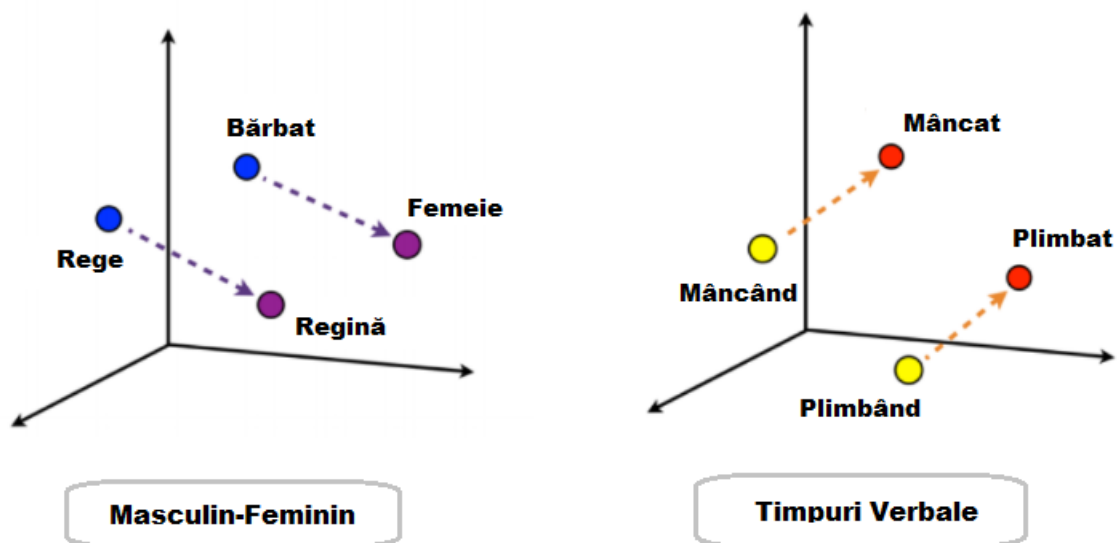 Bărbat
Femeie
Rege
Regină
Masculin-Feminin
Mâncat
Plimbat
Mâncând
Plimbând
Timpuri Verbale